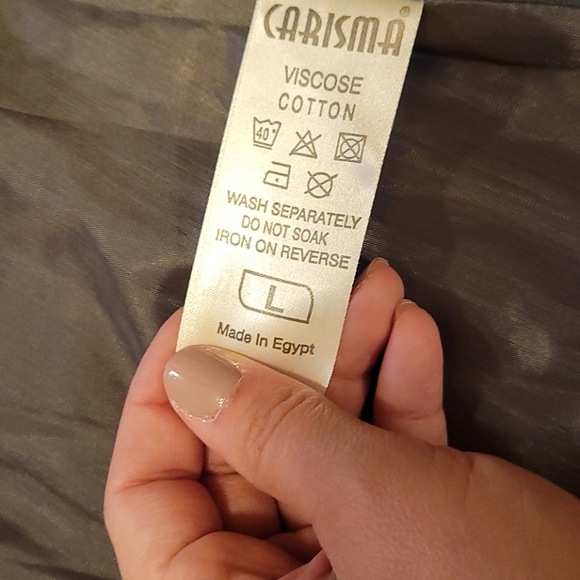 CARISMA®
VISCOSE
COTTON
40°
WASH SEPARATELY
DO NOT SOAK
IRON ON REVERSE
L
Made In Egypt